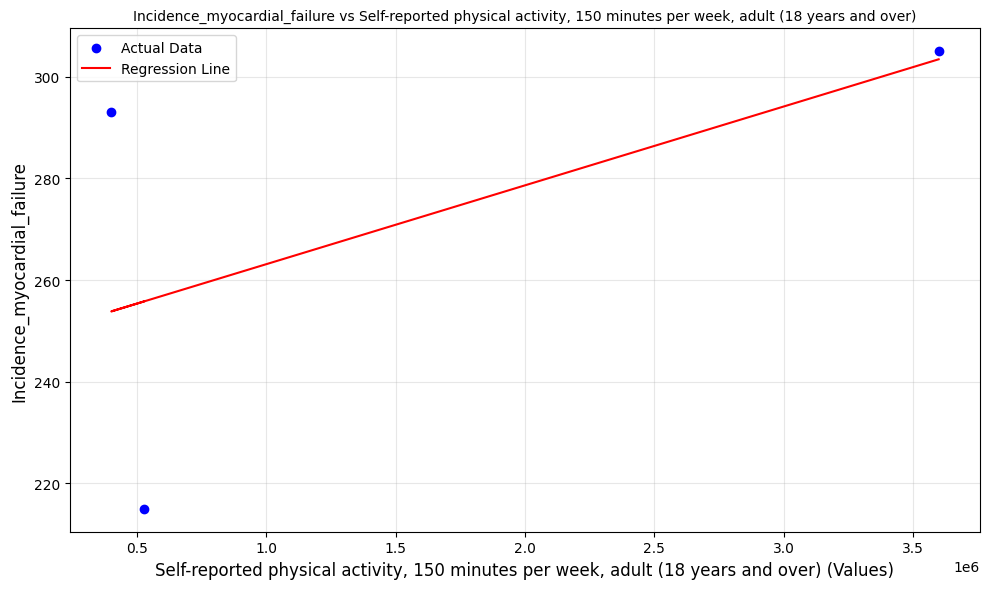 Incidence_myocardial_failure vs Self-reported physical activity, 150 minutes per week, adult (18 years and over)
Actual Data
Regression Line
Incidence_myocardial_failure
300
280
260
240
220
0.5 1.0 1.5 2.0 2.5 3.0 3.5
1e6
Self-reported physical activity, 150 minutes per week, adult (18 years and over) (Values)